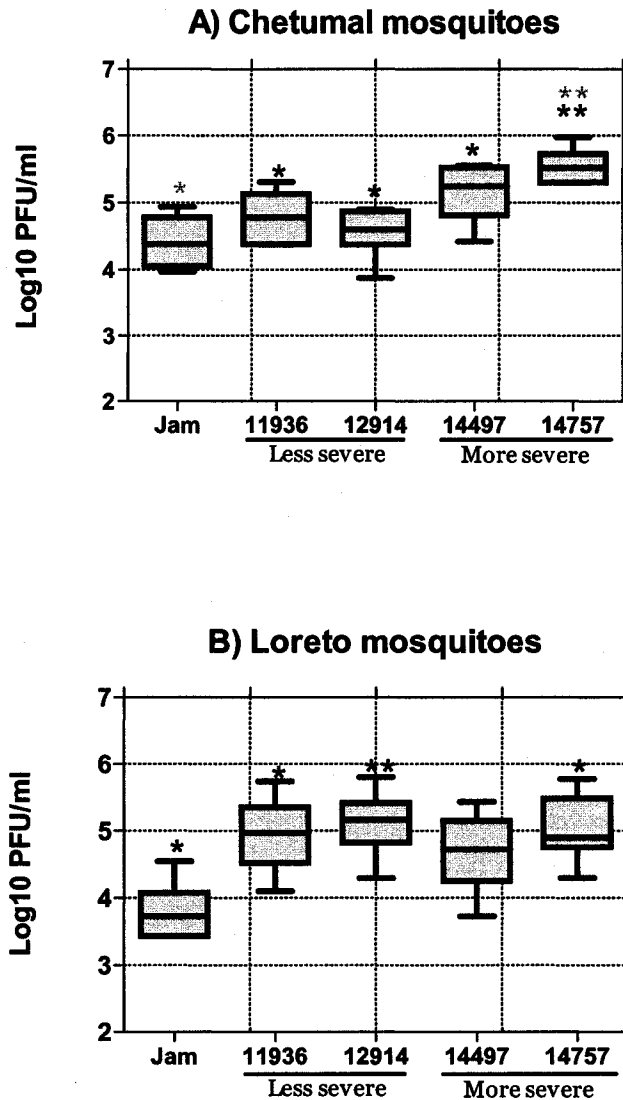 A) Chetumal mosquitoes
Log10 PFU/ml
7
6
5
4
3
2
*
*
*
*
**
**
Jam 11936 12914 14497 14757
Less severe More severe
B) Loreto mosquitoes
Log10 PFU/ml
7
6
5
4
3
2
*
*
**
*
Jam 11936 12914 14497 14757
Less severe More severe